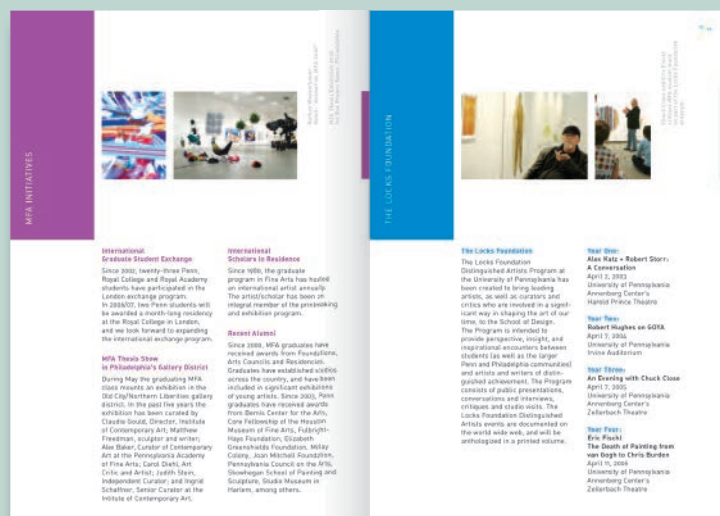 MFA INITIATIVES
International
Graduate Student Exchange
Since 2002, twenty-three Penn,
Royal College and Royal Academy
students have participated in the
London exchange program.
In 2006/07, two Penn students will
be awarded a month-long residency
at the Royal College in London,
and we look forward to expanding
the international exchange program.
MFA Thesis Show
in Philadelphia's Gallery District
During May the graduating MFA
class mounts an exhibition in the
Old City/Northern Liberties gallery
district. In the past five years the
exhibition has been curated by
Claudia Gould, Director, Institute
of Contemporary Art; Matthew
Freedman, sculptor and writer;
Alex Baker, Curator of Contemporary
Art at the Pennsylvania Academy
of Fine Arts; Carol Diehl, Art
Critic and Artist; Judith Stein,
Independent Curator; and Ingrid
Schaffner, Senior Curator at the
Intitute of Contemporary Art.
International
Scholars in Residence
Since 1980, the graduate
program in Fine Arts has hosted
an international artist annually.
The artist/scholar has been an
integral member of the printmaking
and exhibition program.
Recent Alumni
Since 2000, MFA graduates have
received awards from Foundations,
Arts Councils and Residencies.
Graduates have established studios
across the country, and have been
included in significant exhibitions
of young artists. Since 2003, Penn
graduates have received awards
from Bemis Center for the Arts,
Core Fellowship of the Houston
Museum of Fine Arts, Fulbright-
Hays Foundation, Elizabeth
Greenshields Foundation, Millay
Colony, Joan Mitchell Foundation,
Pennsylvania Council on the Arts,
Skowhegan School of Painting and
Sculpture, Studio Museum in
Harlem, among others.
THE LOCKS FOUNDATION
The Locks Foundation
The Locks Foundation
Distinguished Artists Program at
the University of Pennsylvania has
been created to bring leading
artists, as well as curators and
critics who are involved in signifi-
cant way in shaping the art of our
time, to the School of Design.
The Program is intended to
provide perspective, insight, and
inspirational encounters between
students (as well as the larger
Penn and Philadelphia communities)
and artists and writers of distin-
guished achievement. The Program
consists of public presentations,
conversations and interviews,
critiques and studio visits. The
Locks Foundation Distinguished
Artists events are documented on
the world wide web, and will be
anthologized in a printed volume.
Year One:
Alex Katz + Robert Storr:
A Conversation
April 2, 2003
University of Pennsylvania
Annenberg Center's
Harold Prince Theatre
Year Two:
Robert Hughes on GOYA
April 7, 2004
University of Pennsylvania
Irvine Auditorium
Year Three:
An Evening with Chuck Close
April 7, 2005
University of Pennsylvania
Annenberg Center's
Zellerbach Theatre
Year Four:
Eric Fischl
The Death of Painting from
van Gogh to Chris Burden
April 11, 2006
University of Pennsylvania
Annenberg Center's
Zellerbach Theatre